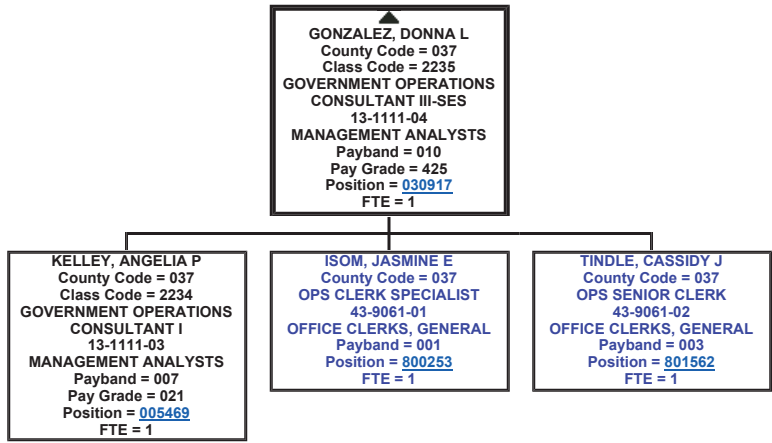 GONZALEZ, DONNA L
County Code = 037
Class Code = 2235
GOVERNMENT OPERATIONS
CONSULTANT III-SES
13-1111-04
MANAGEMENT ANALYSTS
Payband = 010
Pay Grade = 425
Position = 030917
FTE = 1
KELLEY, ANGELIA P
County Code = 037
Class Code = 2234
GOVERNMENT OPERATIONS
CONSULTANT I
13-1111-03
MANAGEMENT ANALYSTS
Payband = 007
Pay Grade = 021
Position = 005469
FTE = 1
ISOM, JASMINE E
County Code = 037
OPS CLERK SPECIALIST
43-9061-01
OFFICE CLERKS, GENERAL
Payband = 001
Position = 800253
FTE = 1
TINDLE, CASSIDY J
County Code = 037
OPS SENIOR CLERK
43-9061-02
OFFICE CLERKS, GENERAL
Payband = 003
Position = 801562
FTE = 1